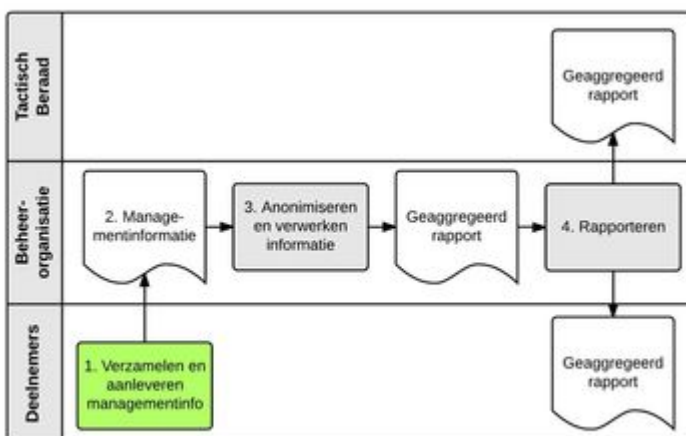 Tactisch
Beraad
Geaggregeerd
rapport
Beheer-
organisatie
2. Manage-
mentinformatie
3. Anonimiseren
en verwerken
informatie
Geaggregeerd
rapport
4. Rapporteren
Deelnemers
1. Verzamelen en
aanleveren
managementinfo
Geaggregeerd
rapport